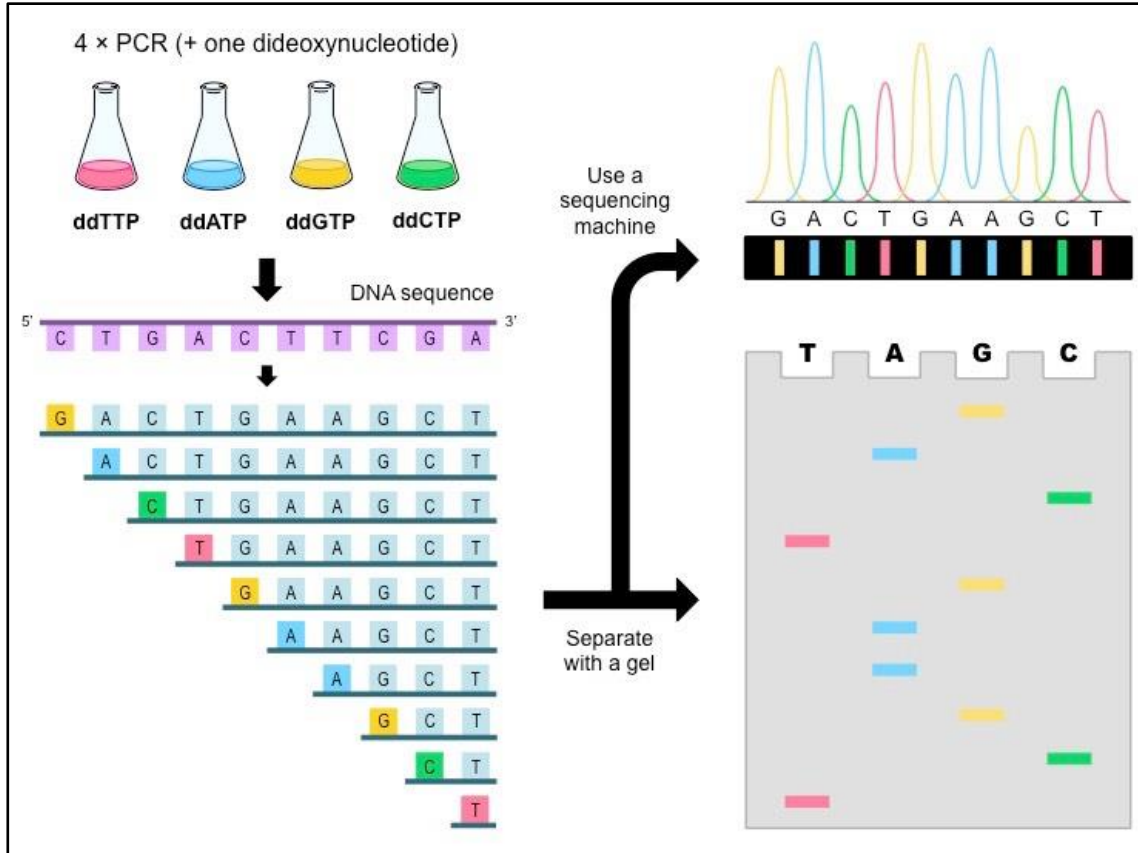 4 × PCR (+ one dideoxynucleotide)
ddTTP ddATP ddGTP ddCTP
DNA sequence
5' 3'
C T G A C T T C G A
G A C T G A A G C T
A C T G A A G C T
C T G A A G C T
T G A A G C T
G A A G C T
A A G C T
A G C T
G C T
C T
T
Use a
sequencing
machine
Separate
with a gel
G A C T G A A G C T
T A G C